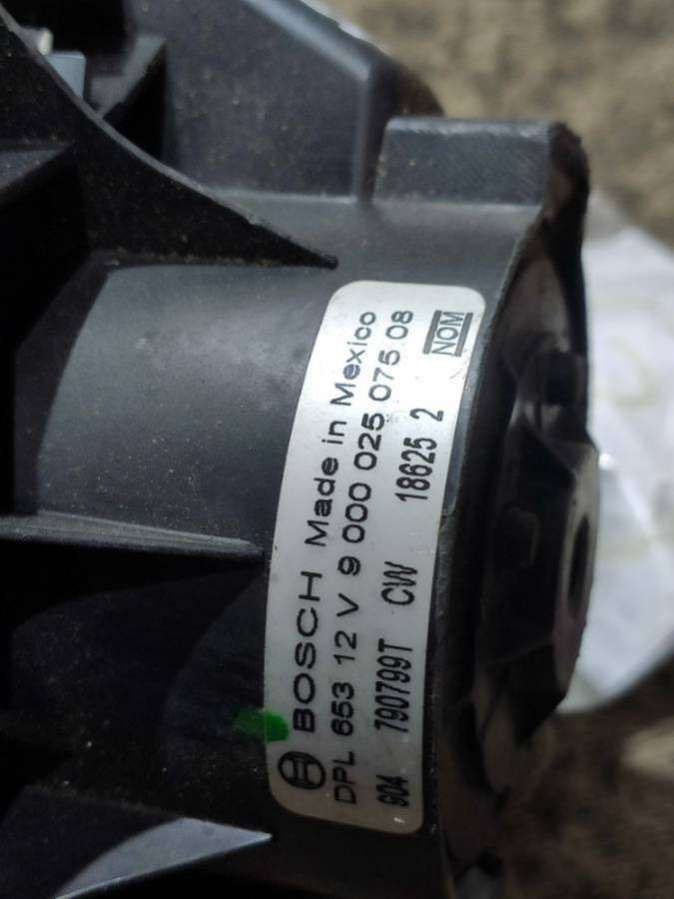 BOSCH Made in Mexico
DPL 653 12 V 9 000 025 075 08
904 790799T CW 18625 2 NOM